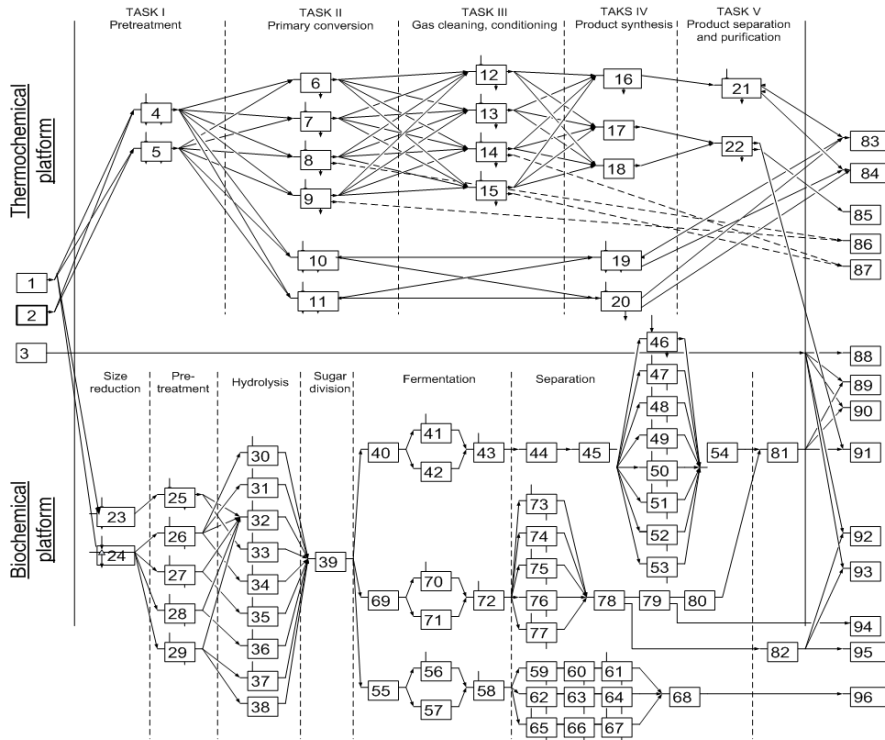 TASK I TASK II TASK III TAKS IV TASK V
Pretreatment Primary conversion Gas cleaning, conditioning Product synthesis Product separation
and purification
Thermochemical
platform
6 12 16 21
4 7 13 17 83
5 8 14 22 84
9 15 18
85
86
10 19 87
1
11 20
2
46
3 88
Size
reduction
Pre-
treatment
Hydrolysis
Sugar
division
Fermentation
Separation
47 89
48 90
41 49
30 40 43 44 45 54 81 91
42 50
31
25 51
23 32 73
52 92
26 33 74
24 53
39
27 34 70 75 93
28 35 69 72 76 78 79 80
71 94
29 36 77
82 95
37 56 59 60 61
55 58 62 63 64 68 96
38 57
65 66 67
Biochemical
platform